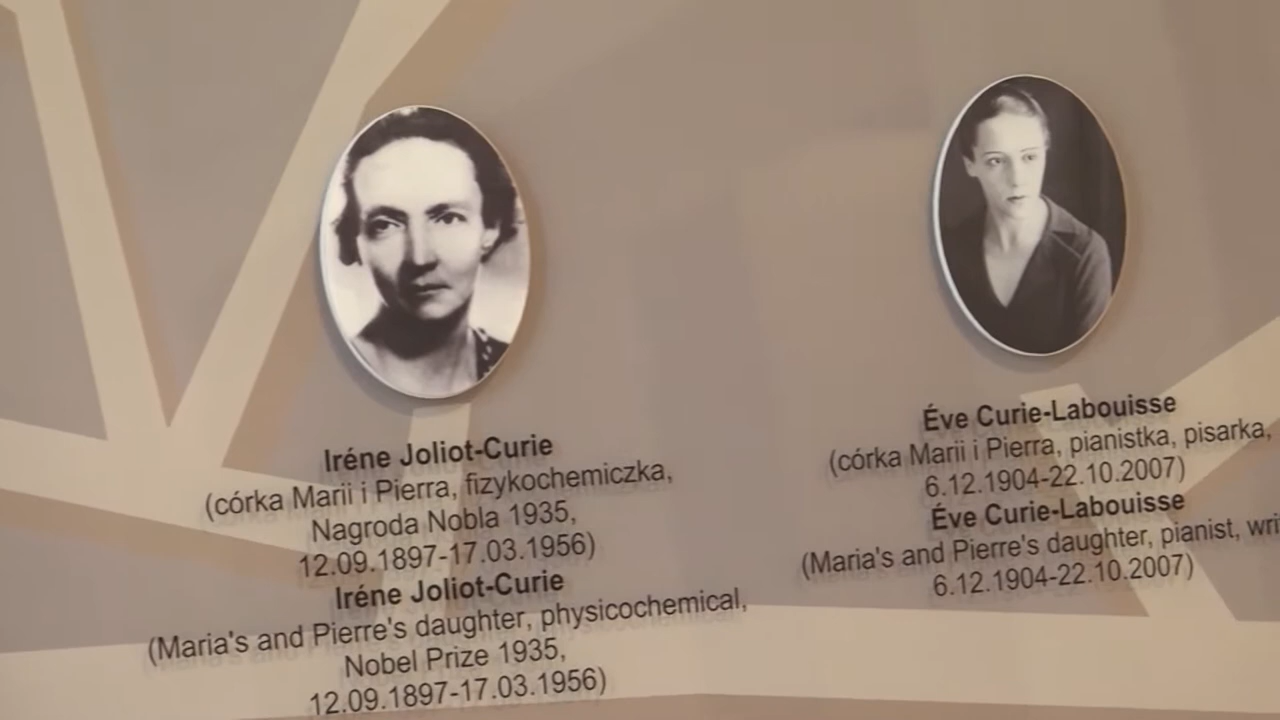 Iréne Joliot-Curie
(córka Marii i Pierra, fizykochemiczka,
Nagroda Nobla 1935,
12.09.1897-17.03.1956)
Iréne Joliot-Curie
(Maria's and Pierre's daughter, physicochemical,
Nobel Prize 1935,
12.09.1897-17.03.1956)
Éve Curie-Labouisse
(córka Marii i Pierra, pianistka, pisarka,
6.12.1904-22.10.2007)
Éve Curie-Labouisse
(Maria's and Pierre's daughter, pianist,
6.12.1904-22.10.2007)